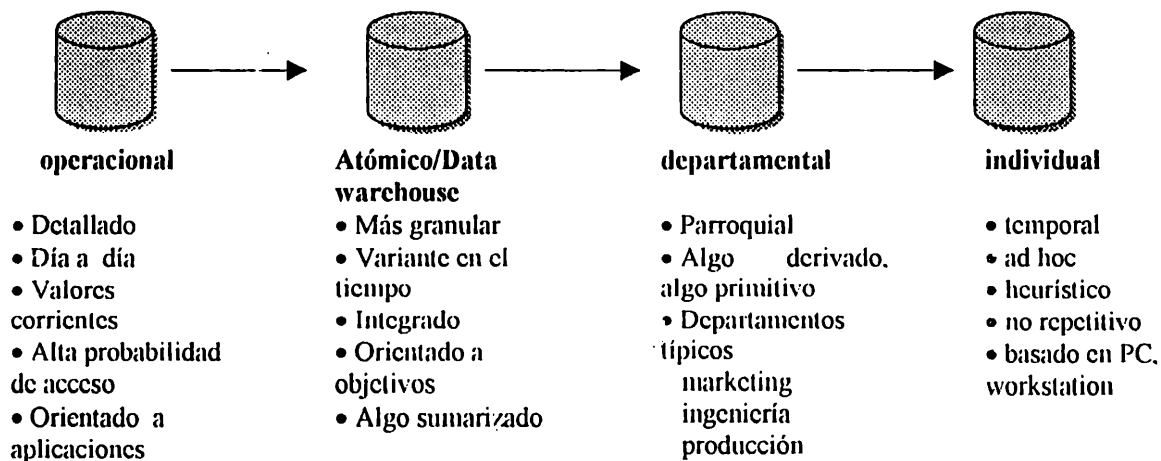 operacional
• Detallado
• Día a día
• Valores
corrientes
• Alta probabilidad
de acceso
• Orientado a
aplicaciones
Atómico/Data
warehouse
• Más granular
• Variante en el
tiempo
• Integrado
• Orientado a
objetivos
• Algo sumarizado
departamental
• Parroquial
• Algo derivado,
algo primitivo
• Departamentos
típicos
marketing
ingeniería
producción
individual
• temporal
• ad hoc
• heurístico
• no repetitivo
• basado en PC,
workstation